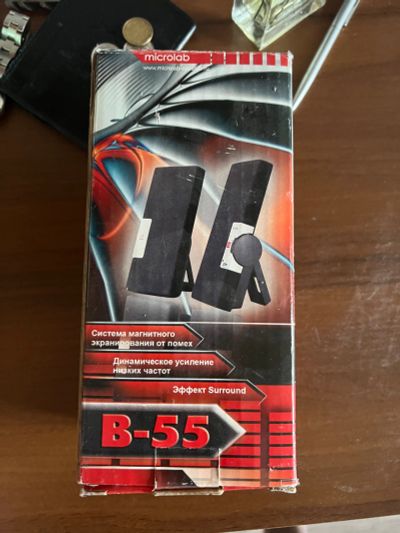 microlab
Система магнитного
экранирования от помех
Динамическое усиление
низких частот
Эффект Surround
B-55